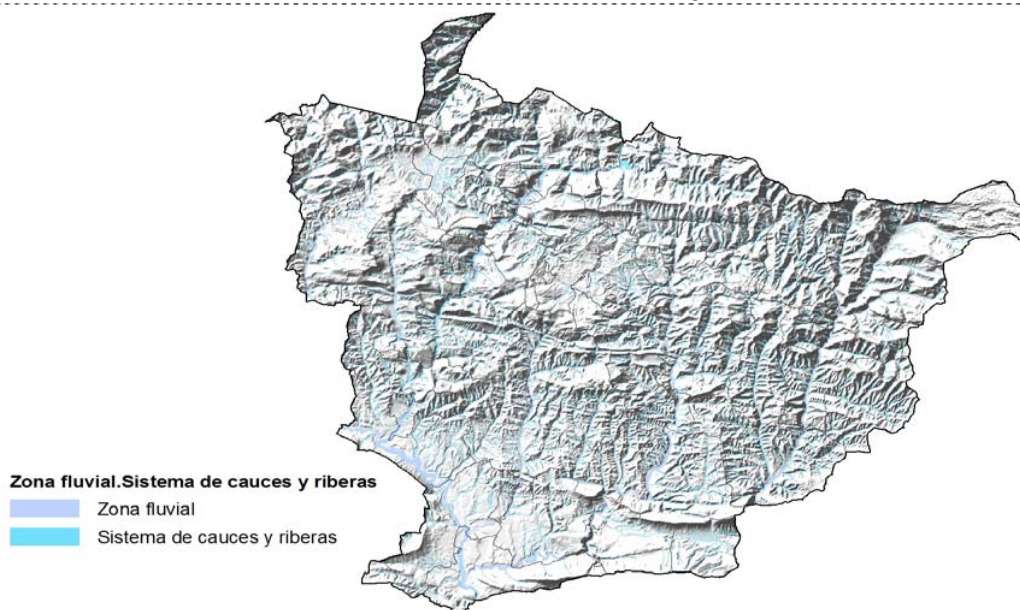 Zona fluvial.Sistema de cauces y riberas
Zona fluvial
Sistema de cauces y riberas